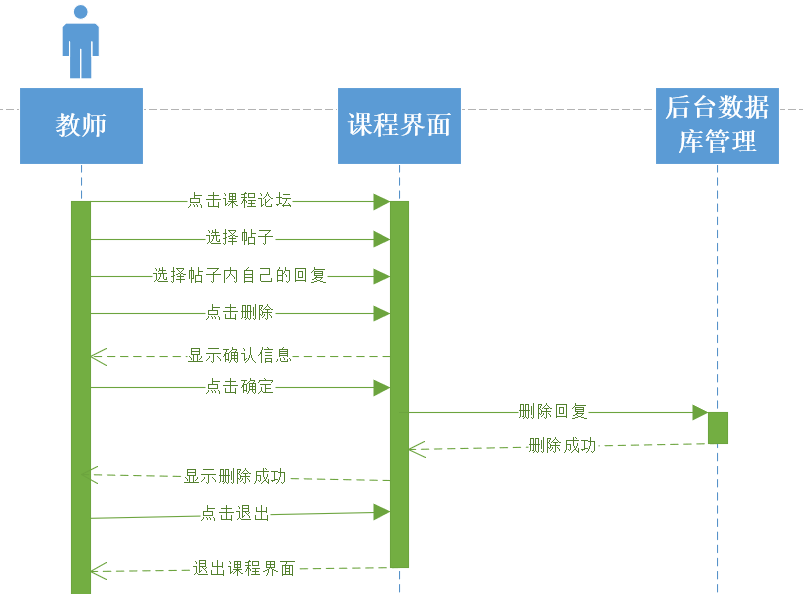 教师
课程界面
后台数据
库管理
点击课程论坛
选择帖子
选择帖子内自己的回复
点击删除
显示确认信息
点击确定
删除回复
删除成功
显示删除成功
点击退出
退出课程界面